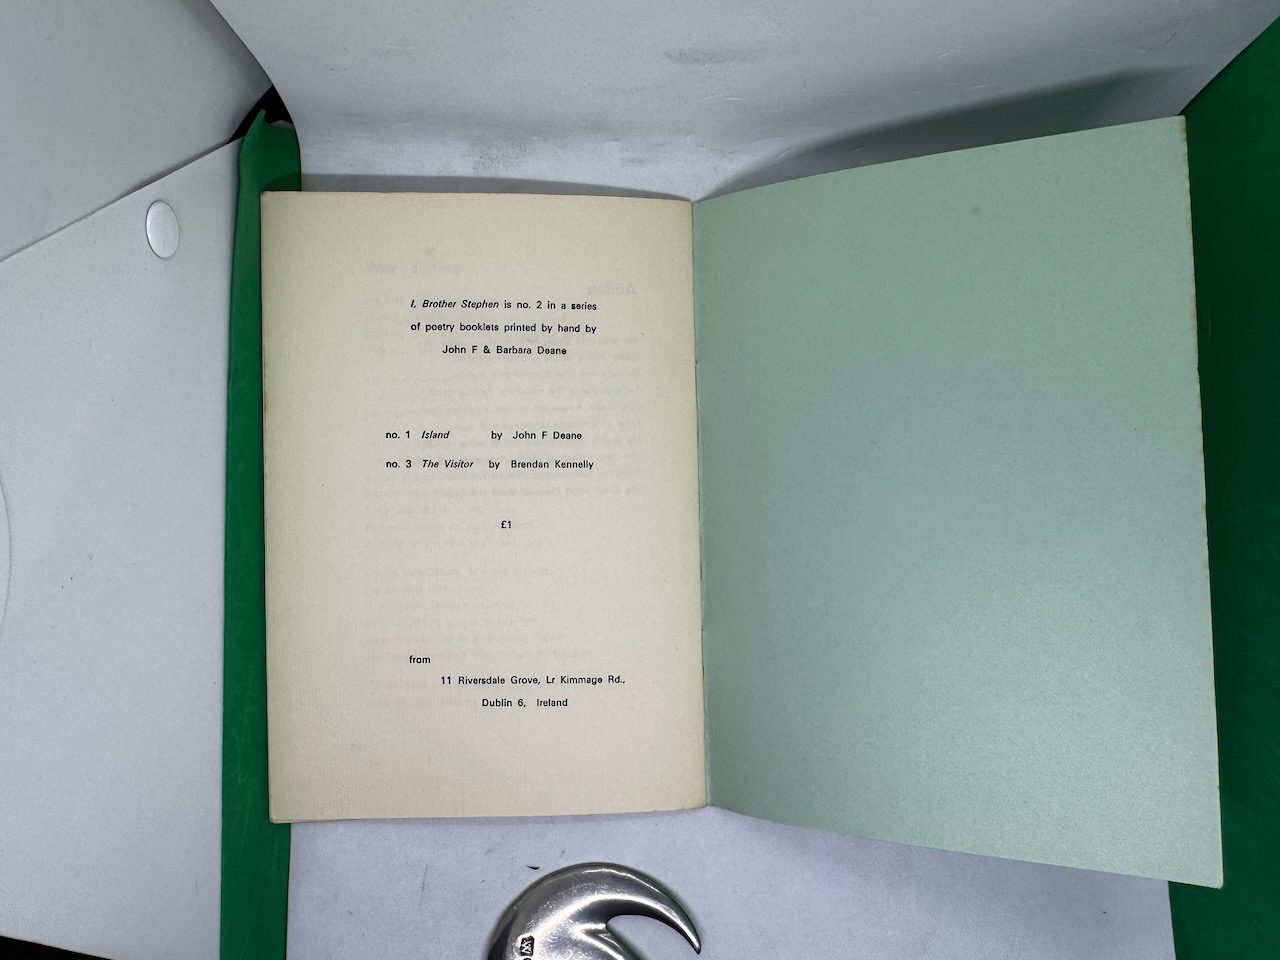 I, Brother Stephen is no. 2 in a series
of poetry booklets printed by hand by
John F & Barbara Deane
no. 1 Island by John F Deane
no. 3 The Visitor by Brendan Kennelly
£1
from
11 Riversdale Grove, Lr Kimmage Rd.,
Dublin 6, Ireland